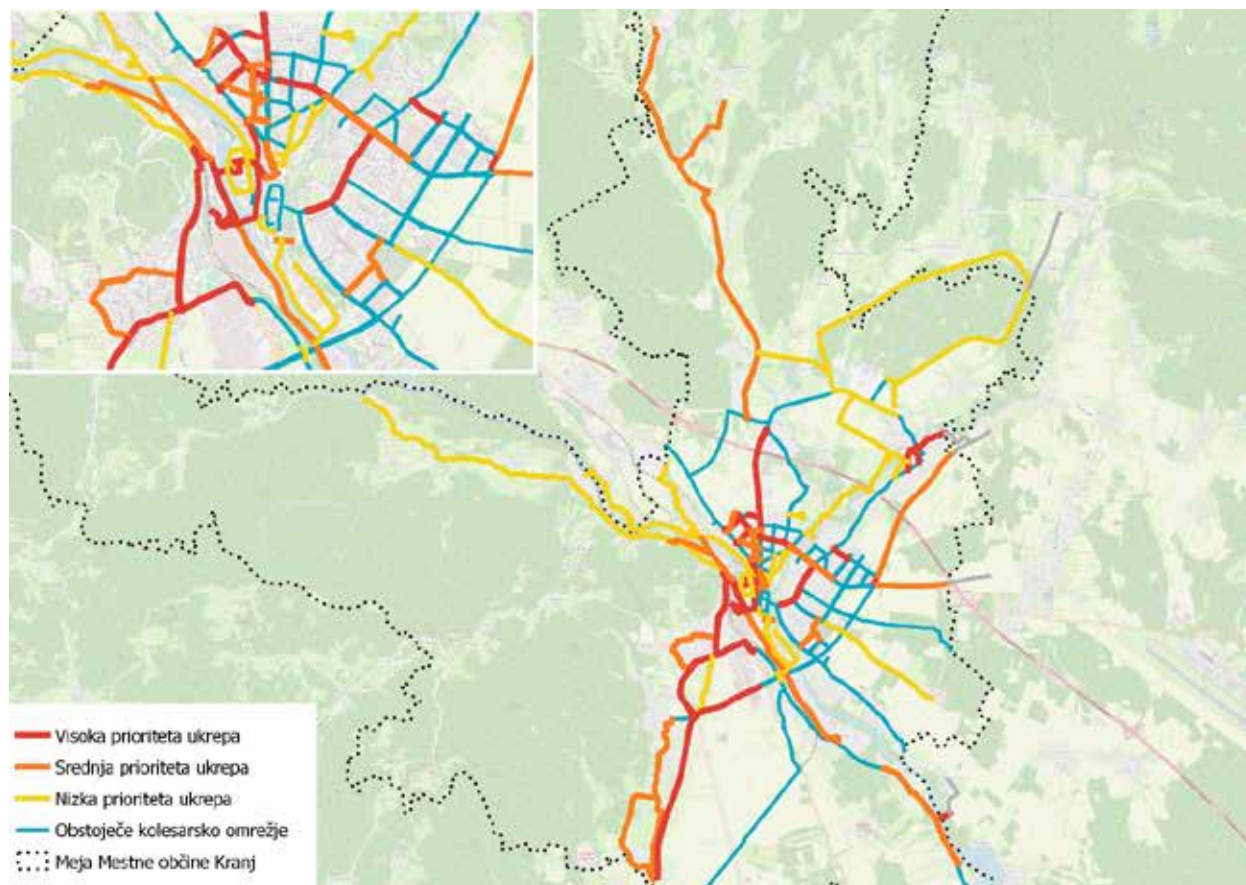 Visoka prioriteta ukrepa
Srednja prioriteta ukrepa
Nizka prioriteta ukrepa
Obstoječe kolesarsko omrežje
Meja Mestne občine Kranj